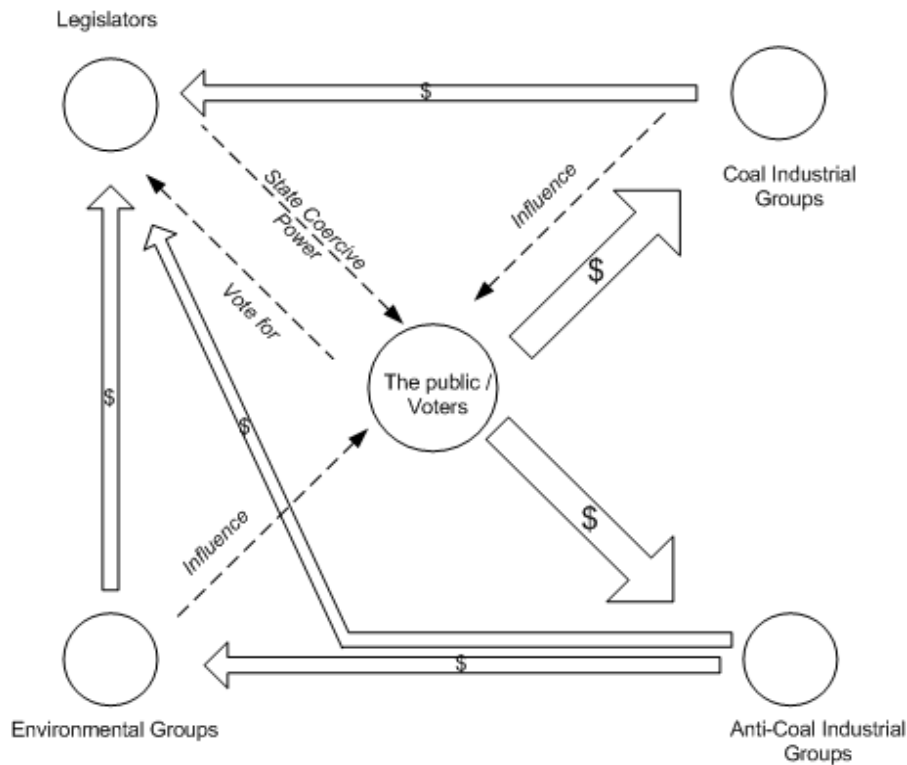 Legislators
$
Coal Industrial
Groups
State Coercive
Power
Influence
$
Vote for
The public /
Voters
$
$
$
Influence
$
Environmental Groups
Anti-Coal Industrial
Groups